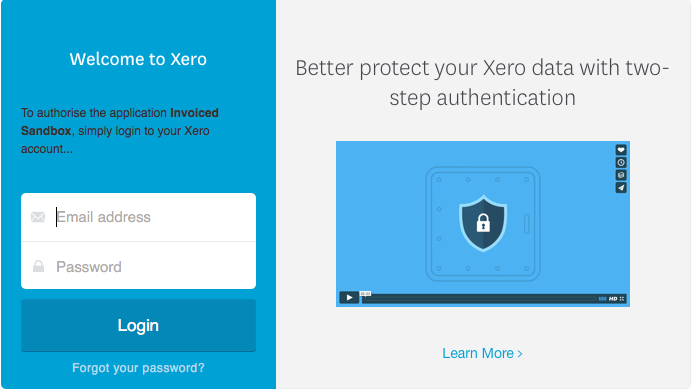 Welcome to Xero
To authorise the application Invoiced
Sandbox, simply login to your Xero
account...
Email address
Password
Login
Forgot your password?
Better protect your Xero data with two-
step authentication
HD
Learn More ›